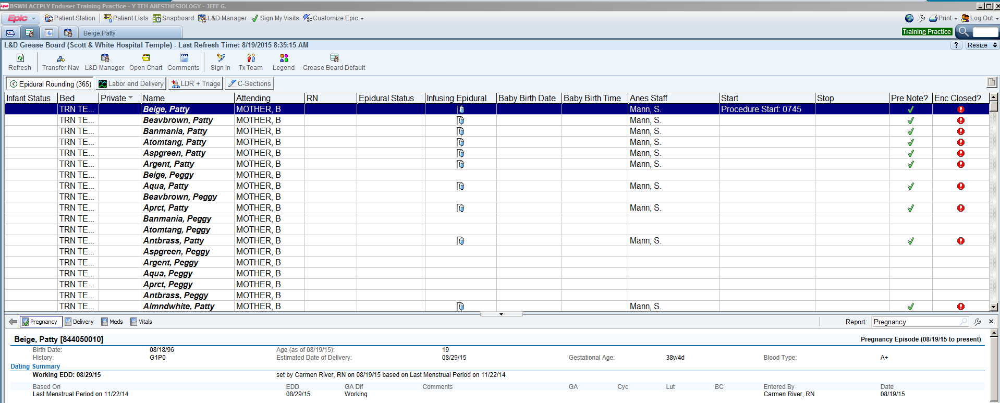 Epic BSWH ACEPLY Enduser Training Practice - Y TEH ANESTHESIOLOGY - JEFF G.
Epic Patient Station Patient Lists Snapboard L&D Manager Sign My Visits Customize Epic Print Log Out
Beige,Patty Training Practice
L&D Grease Board (Scott & White Hospital Temple) - Last Refresh Time: 8/19/2015 8:35:15 AM ? Resize
Refresh Transfer Nav. L&D Manager Open Chart Comments Sign In Tx Team Legend Grease Board Default
Epidural Rounding (365) Labor and Delivery LDR + Triage C-Sections
Infant Status Bed Private Name Attending RN Epidural Status Infusing Epidural Baby Birth Date Baby Birth Time Anes Staff Start Stop Pre Note? Enc Closed?
TRN TE... Beige, Patty MOTHER, B Mann, S. Procedure Start: 0745
TRN TE... Beavbrown, Patty MOTHER, B Mann, S.
TRN TE... Banmania, Patty MOTHER, B Mann, S.
TRN TE... Atomtang, Patty MOTHER, B Mann, S.
TRN TE... Aspgreen, Patty MOTHER, B Mann, S.
TRN TE... Argent, Patty MOTHER, B Mann, S.
TRN TE... Beige, Peggy MOTHER, B
TRN TE... Aqua, Patty MOTHER, B Mann, S.
TRN TE... Beavbrown, Peggy MOTHER, B
TRN TE... Aprct, Patty MOTHER, B Mann, S.
TRN TE... Banmania, Peggy MOTHER, B
TRN TE... Atomtang, Peggy MOTHER, B
TRN TE... Antbrass, Patty MOTHER, B Mann, S.
TRN TE... Aspgreen, Peggy MOTHER, B
TRN TE... Argent, Peggy MOTHER, B
TRN TE... Aqua, Peggy MOTHER, B
TRN TE... Aprct, Peggy MOTHER, B
TRN TE... Antbrass, Peggy MOTHER, B
TRN TE... Almndwhite, Patty MOTHER, B Mann, S.
Pregnancy Delivery Meds Vitals Report: Pregnancy
Beige, Patty [844050010] Pregnancy Episode (08/19/15 to present)
Birth Date: 08/18/96 Age (as of 08/19/15): 19
History: G1P0 Estimated Date of Delivery: 08/29/15 Gestational Age: 38w4d Blood Type: A+
Dating Summary
Working EDD: 08/29/15 set by Carmen River, RN on 08/19/15 based on Last Menstrual Period on 11/22/14
Based On EDD GA Dif Comments GA Cyc Lut BC Entered By Date
Last Menstrual Period on 11/22/14 08/29/15 Working Carmen River, RN 08/19/15